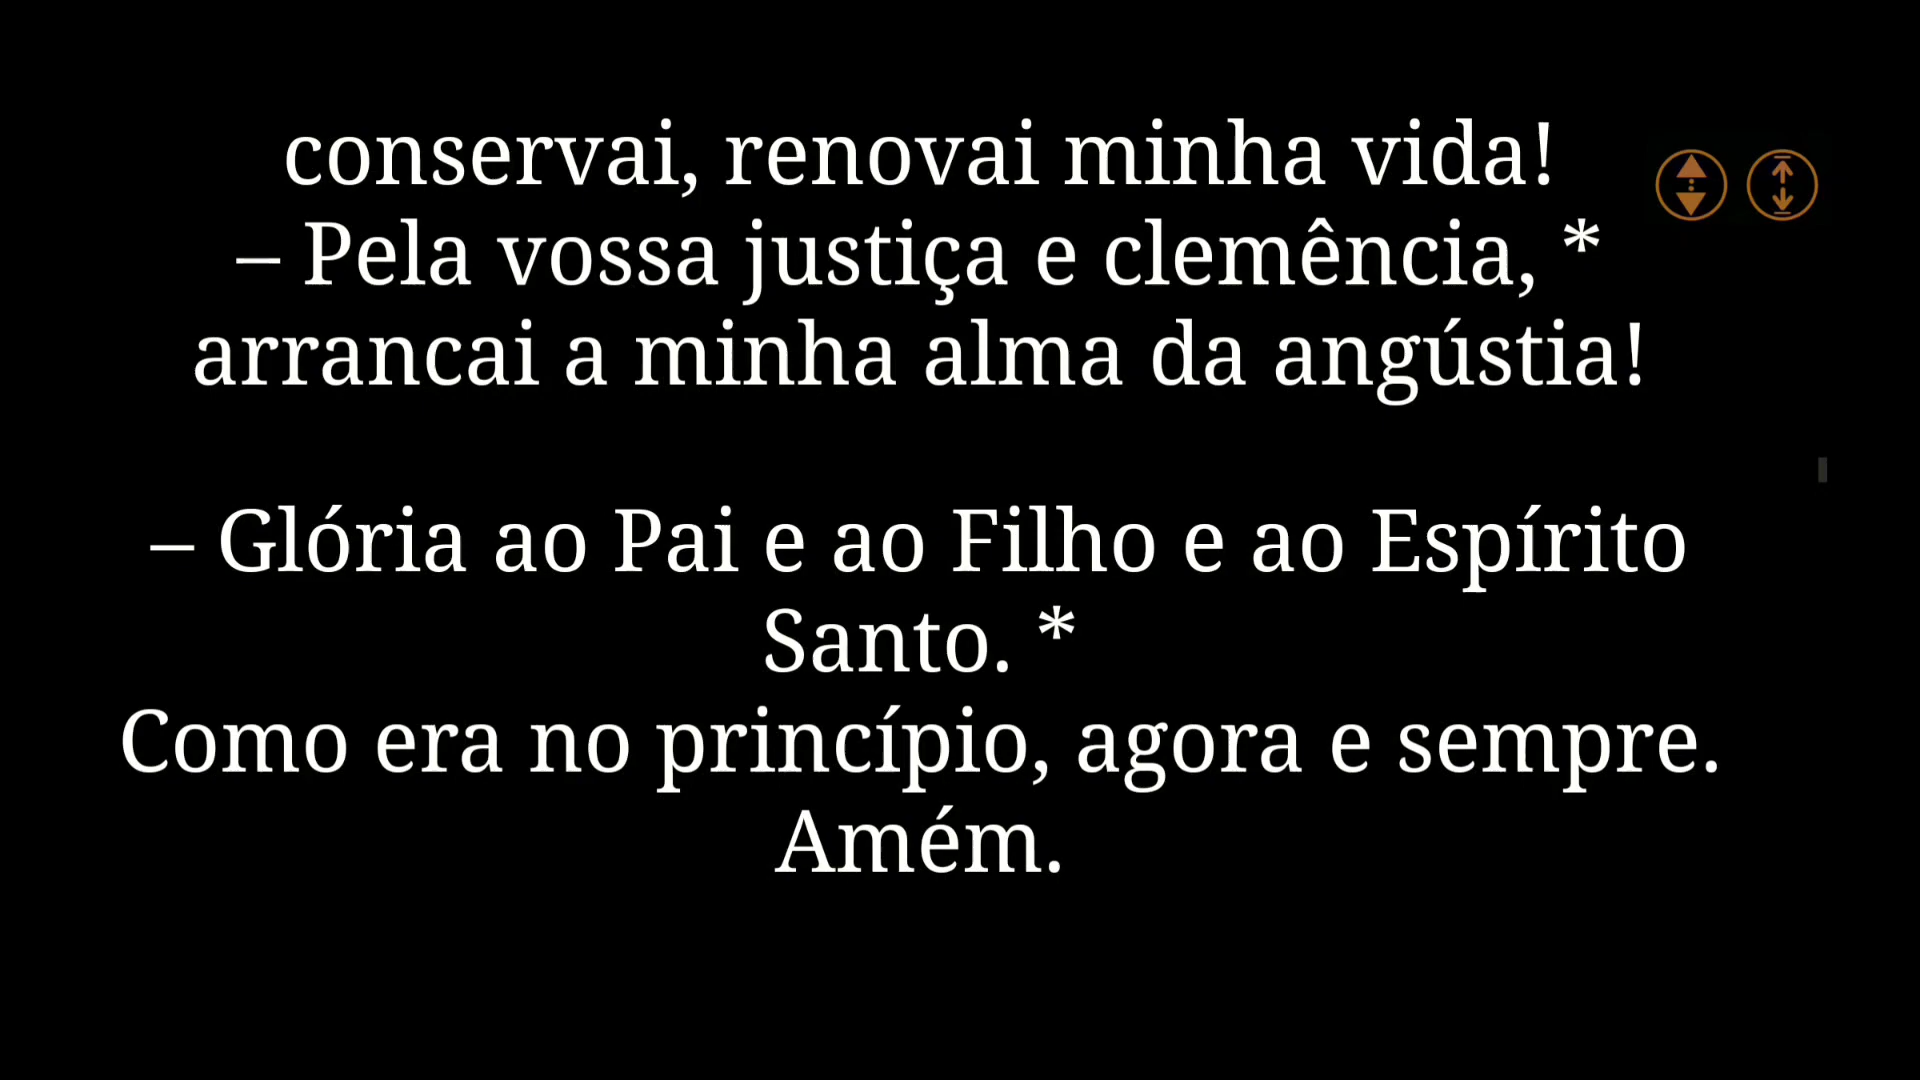 conservai, renovai minha vida!
– Pela vossa justiça e clemência, *
arrancai a minha alma da angústia!
– Glória ao Pai e ao Filho e ao Espírito
Santo. *
Como era no princípio, agora e sempre.
Amém.